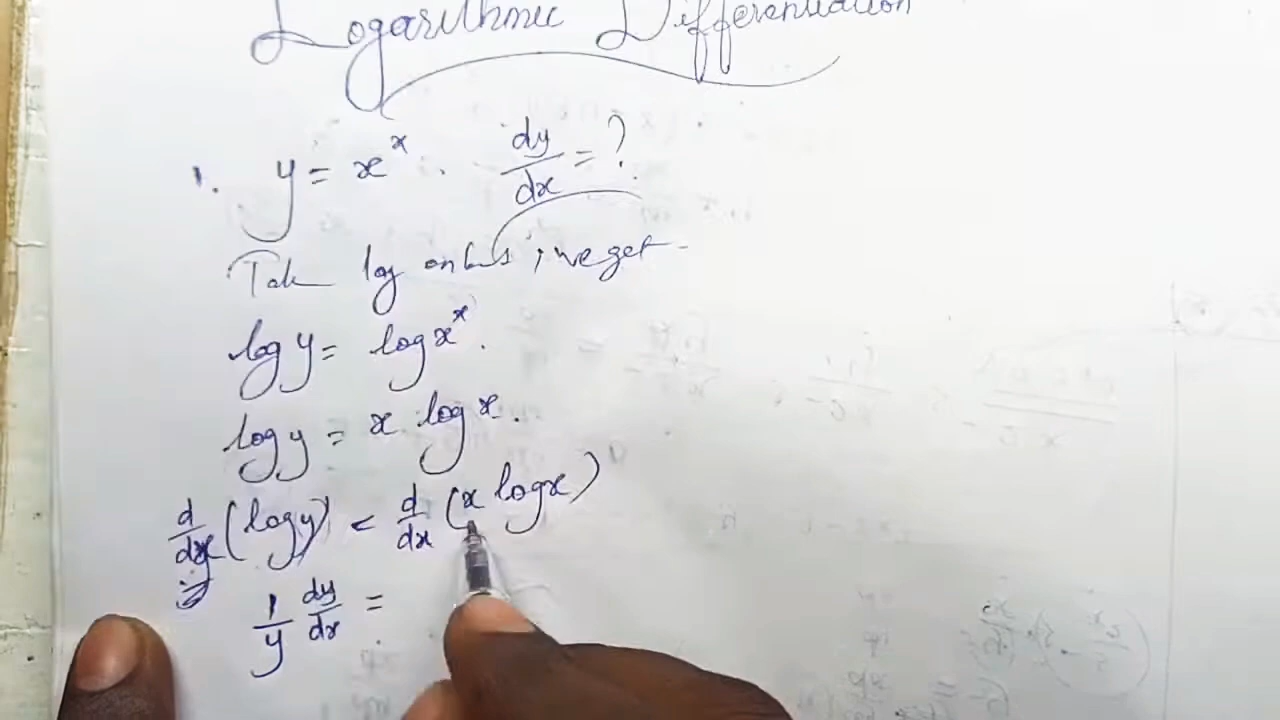 Logarithmic Differentiation
1. y = x^x. dy/dx = ?
Take log on b.s, we get -
log y = log x^x.
log y = x log x.
d/dx (log y) = d/dx (x log x)
1/y dy/dx =